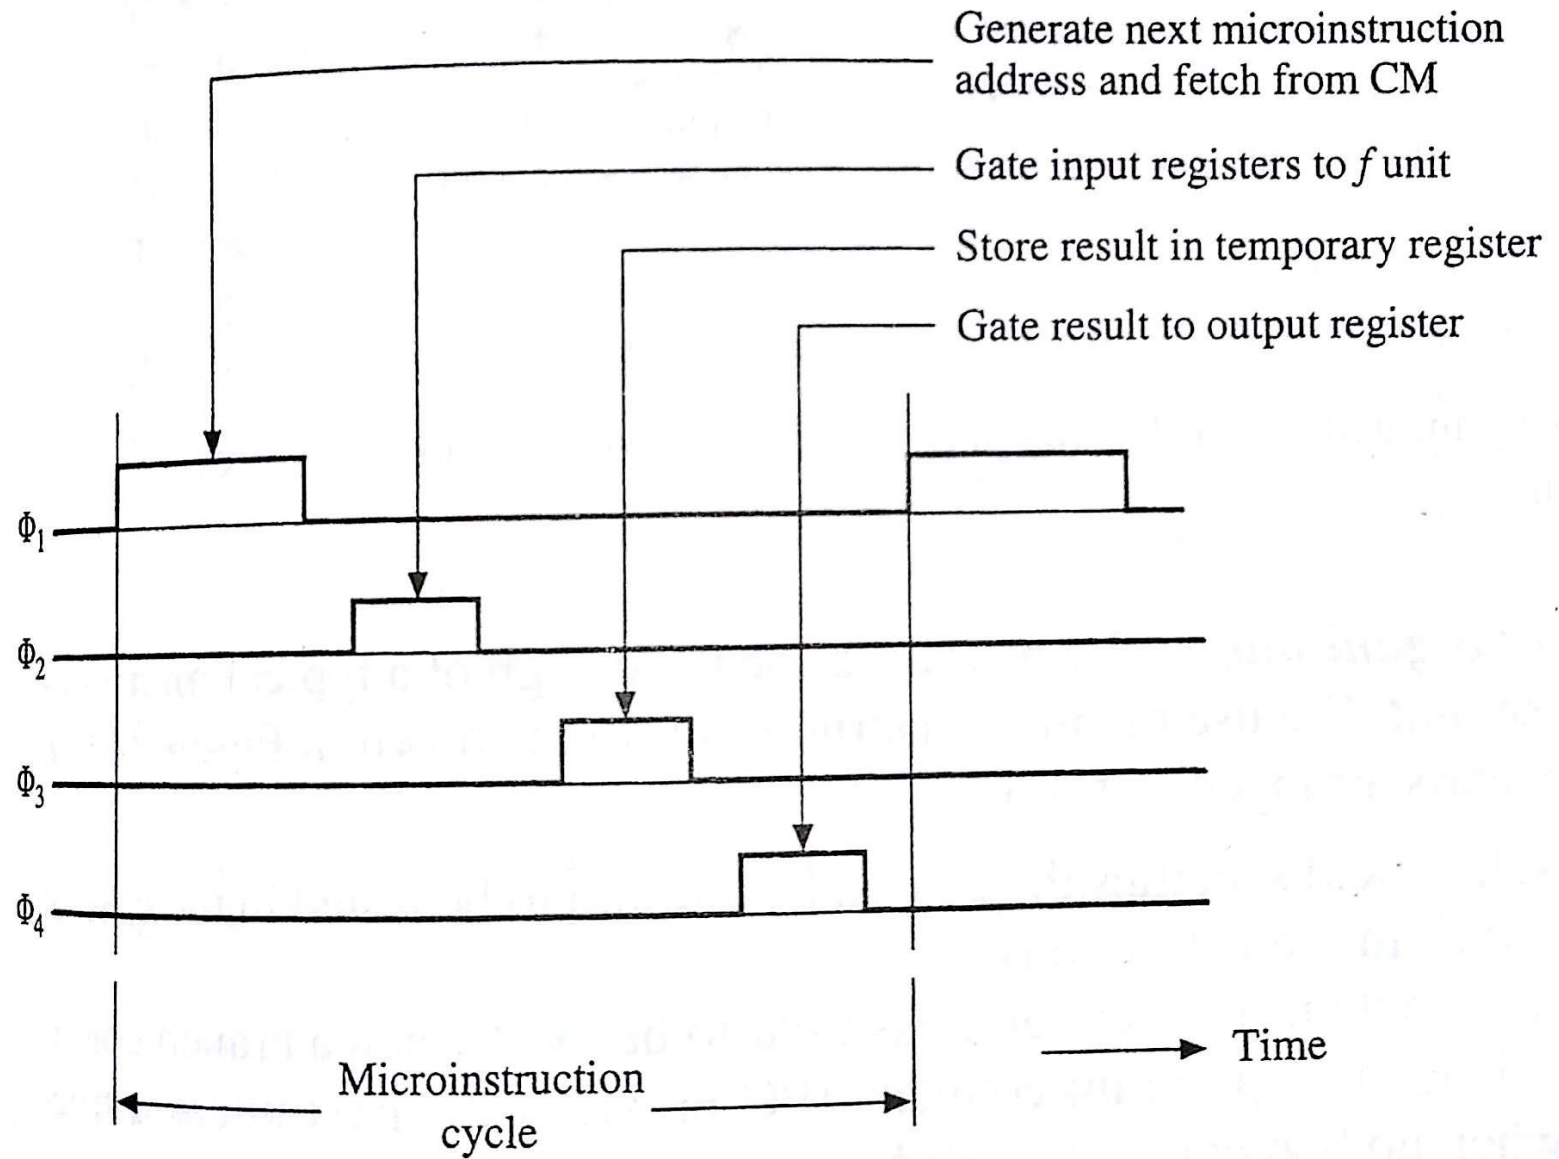 Generate next microinstruction
address and fetch from CM
Gate input registers to f unit
Store result in temporary register
Gate result to output register
Φ1
Φ2
Φ3
Φ4
Time
Microinstruction
cycle